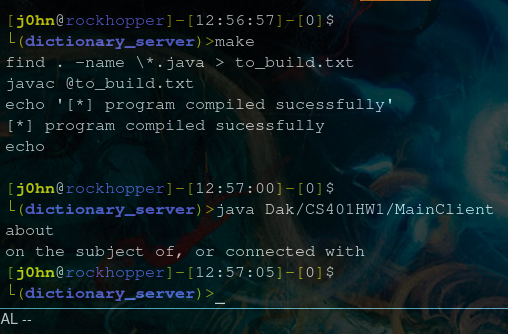 [j0hn@rockhopper]-[12:56:57]-[0]$
└(dictionary_server)>make
find . -name \*.java > to_build.txt
javac @to_build.txt
echo '[*] program compiled sucessfully'
[*] program compiled sucessfully
echo
[j0hn@rockhopper]-[12:57:00]-[0]$
└(dictionary_server)>java Dak/CS401HW1/MainClient
about
on the subject of, or connected with
[j0hn@rockhopper]-[12:57:05]-[0]$
└(dictionary_server)>_
AL --